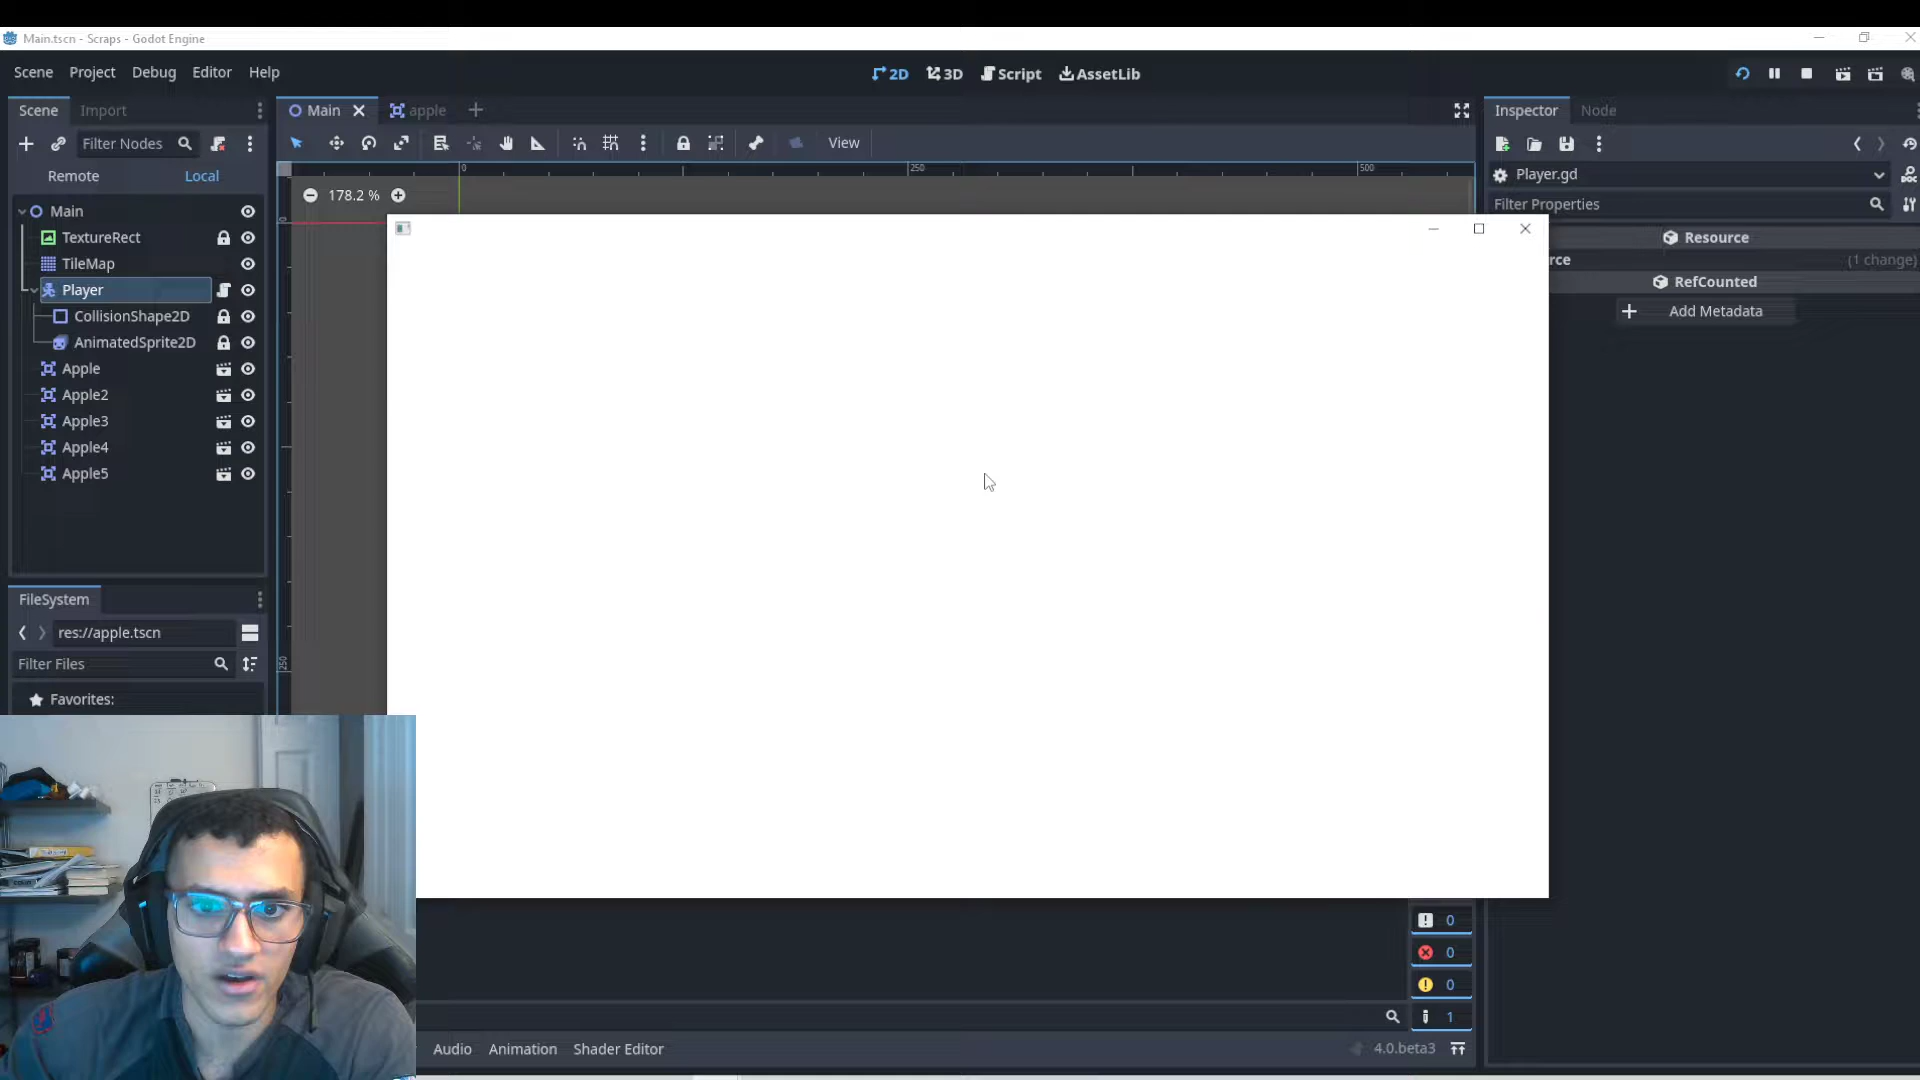 Main.tscn - Scraps - Godot Engine
Scene Project Debug Editor Help
2D 3D Script AssetLib
Scene Import
Main apple
Inspector Node
Filter Nodes
View
Remote Local
0 250 500
178.2 %
Player.gd
Filter Properties
Main
TextureRect
TileMap
Player
CollisionShape2D
AnimatedSprite2D
Apple
Apple2
Apple3
Apple4
Apple5
Resource
rce (1 change)
RefCounted
Add Metadata
FileSystem
res://apple.tscn
Filter Files
250
Favorites:
0
0
0
1
Audio Animation Shader Editor
4.0.beta3